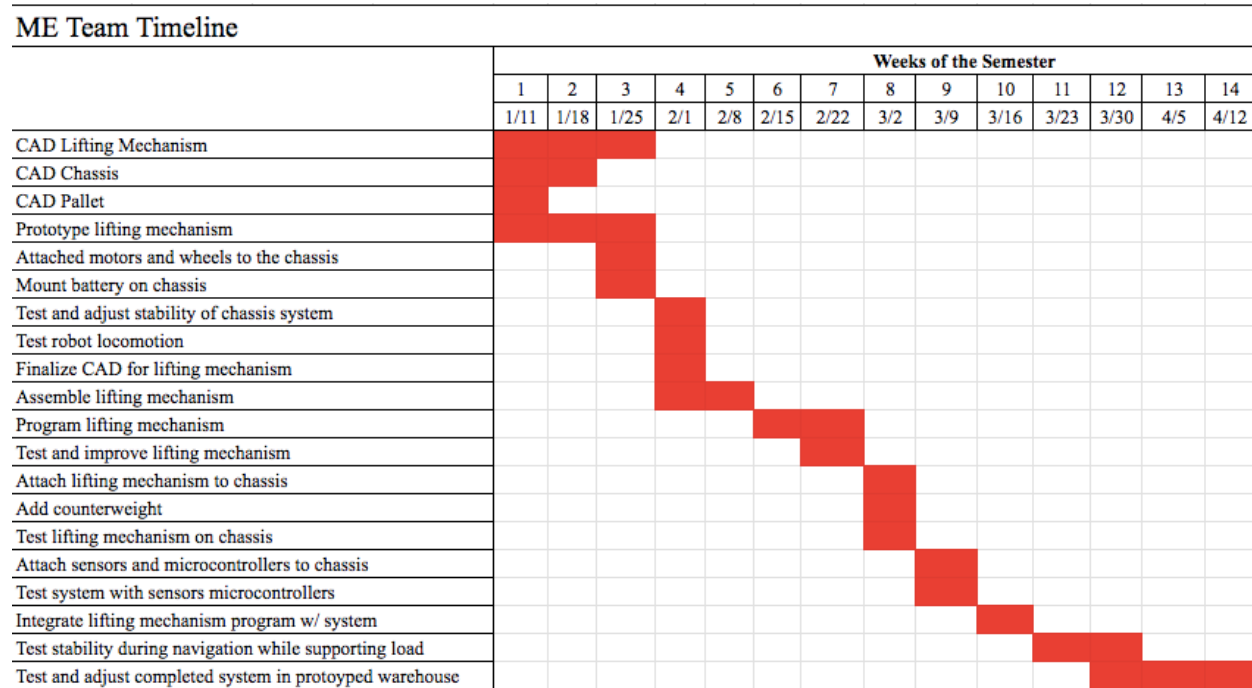 ME Team Timeline
Weeks of the Semester
1 2 3 4 5 6 7 8 9 10 11 12 13 14
1/11 1/18 1/25 2/1 2/8 2/15 2/22 3/2 3/9 3/16 3/23 3/30 4/5 4/12
CAD Lifting Mechanism
CAD Chassis
CAD Pallet
Prototype lifting mechanism
Attached motors and wheels to the chassis
Mount battery on chassis
Test and adjust stability of chassis system
Test robot locomotion
Finalize CAD for lifting mechanism
Assemble lifting mechanism
Program lifting mechanism
Test and improve lifting mechanism
Attach lifting mechanism to chassis
Add counterweight
Test lifting mechanism on chassis
Attach sensors and microcontrollers to chassis
Test system with sensors microcontrollers
Integrate lifting mechanism program w/ system
Test stability during navigation while supporting load
Test and adjust completed system in protoyped warehouse